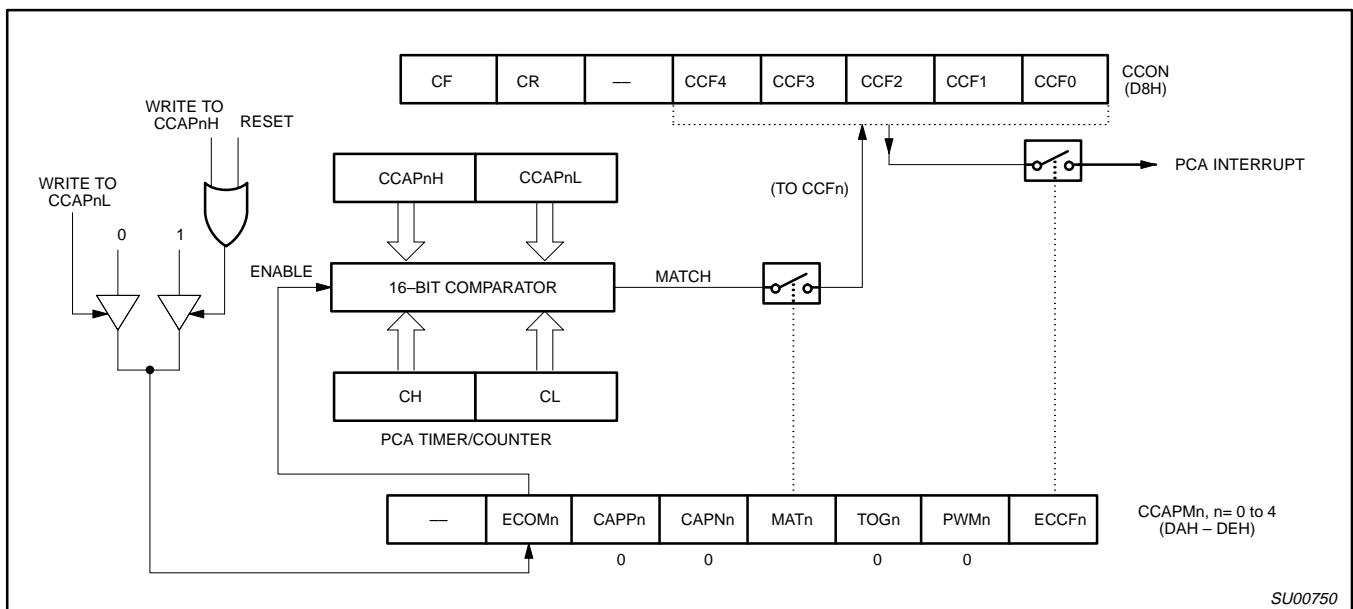 CF CR — CCF4 CCF3 CCF2 CCF1 CCF0
CCON
(D8H)
WRITE TO
CCAPnH
RESET
WRITE TO
CCAPnL
0 1
CCAPnH CCAPnL
(TO CCFn)
PCA INTERRUPT
ENABLE
16–BIT COMPARATOR
MATCH
CH CL
PCA TIMER/COUNTER
— ECOMn CAPPn CAPNn MATn TOGn PWMn ECCFn
CCAPMn, n= 0 to 4
(DAH – DEH)
0 0 0 0
SU00750